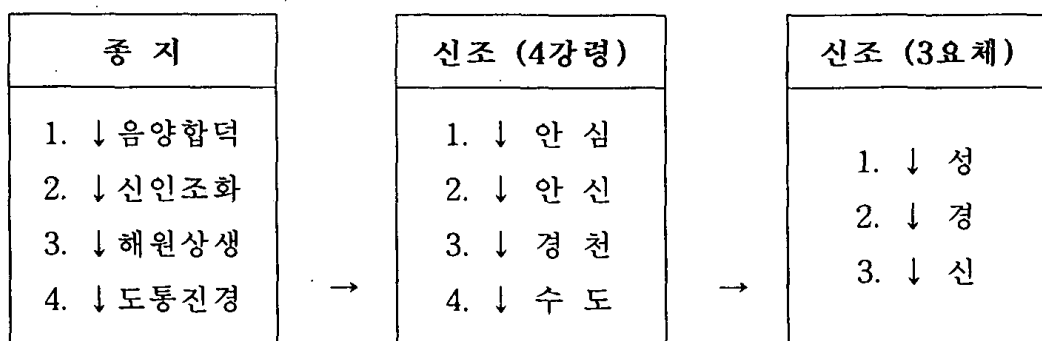 종 지
1. ↓음양합덕
2. ↓신인조화
3. ↓해원상생
4. ↓도통진경
→
신조 (4강령)
1. ↓ 안 심
2. ↓ 안 신
3. ↓ 경 천
4. ↓ 수 도
→
신조 (3요체)
1. ↓ 성
2. ↓ 경
3. ↓ 신